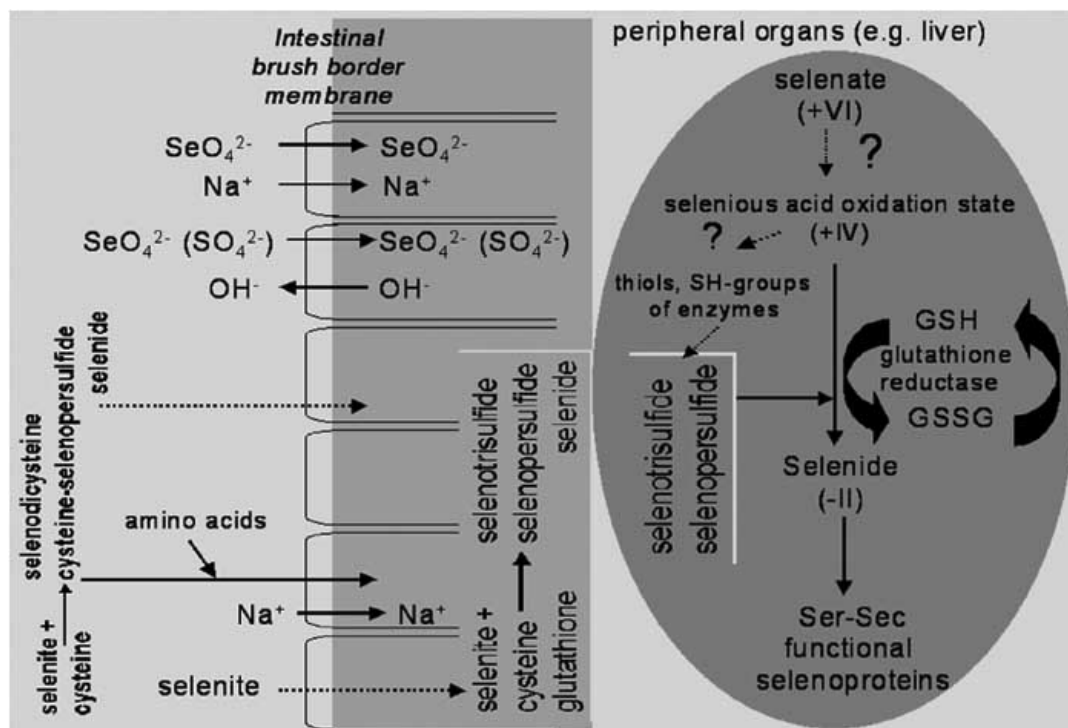 Intestinal
brush border
membrane
SeO₄²⁻ SeO₄²⁻
Na⁺ Na⁺
SeO₄²⁻ (SO₄²⁻) SeO₄²⁻ (SO₄²⁻)
OH⁻ OH⁻
selenodicysteine
cysteine-selenopersulfide
selenide
selenite +
cysteine
amino acids
Na⁺ Na⁺
selenite
selenotrisulfide
selenopersulfide
selenide
selenite +
cysteine
glutathione
peripheral organs (e.g. liver)
selenate
(+VI)
?
selenious acid oxidation state
(+IV)
?
thiols, SH-groups
of enzymes
selenotrisulfide
selenopersulfide
GSH
glutathione
reductase
GSSG
Selenide
(-II)
Ser-Sec
functional
selenoproteins